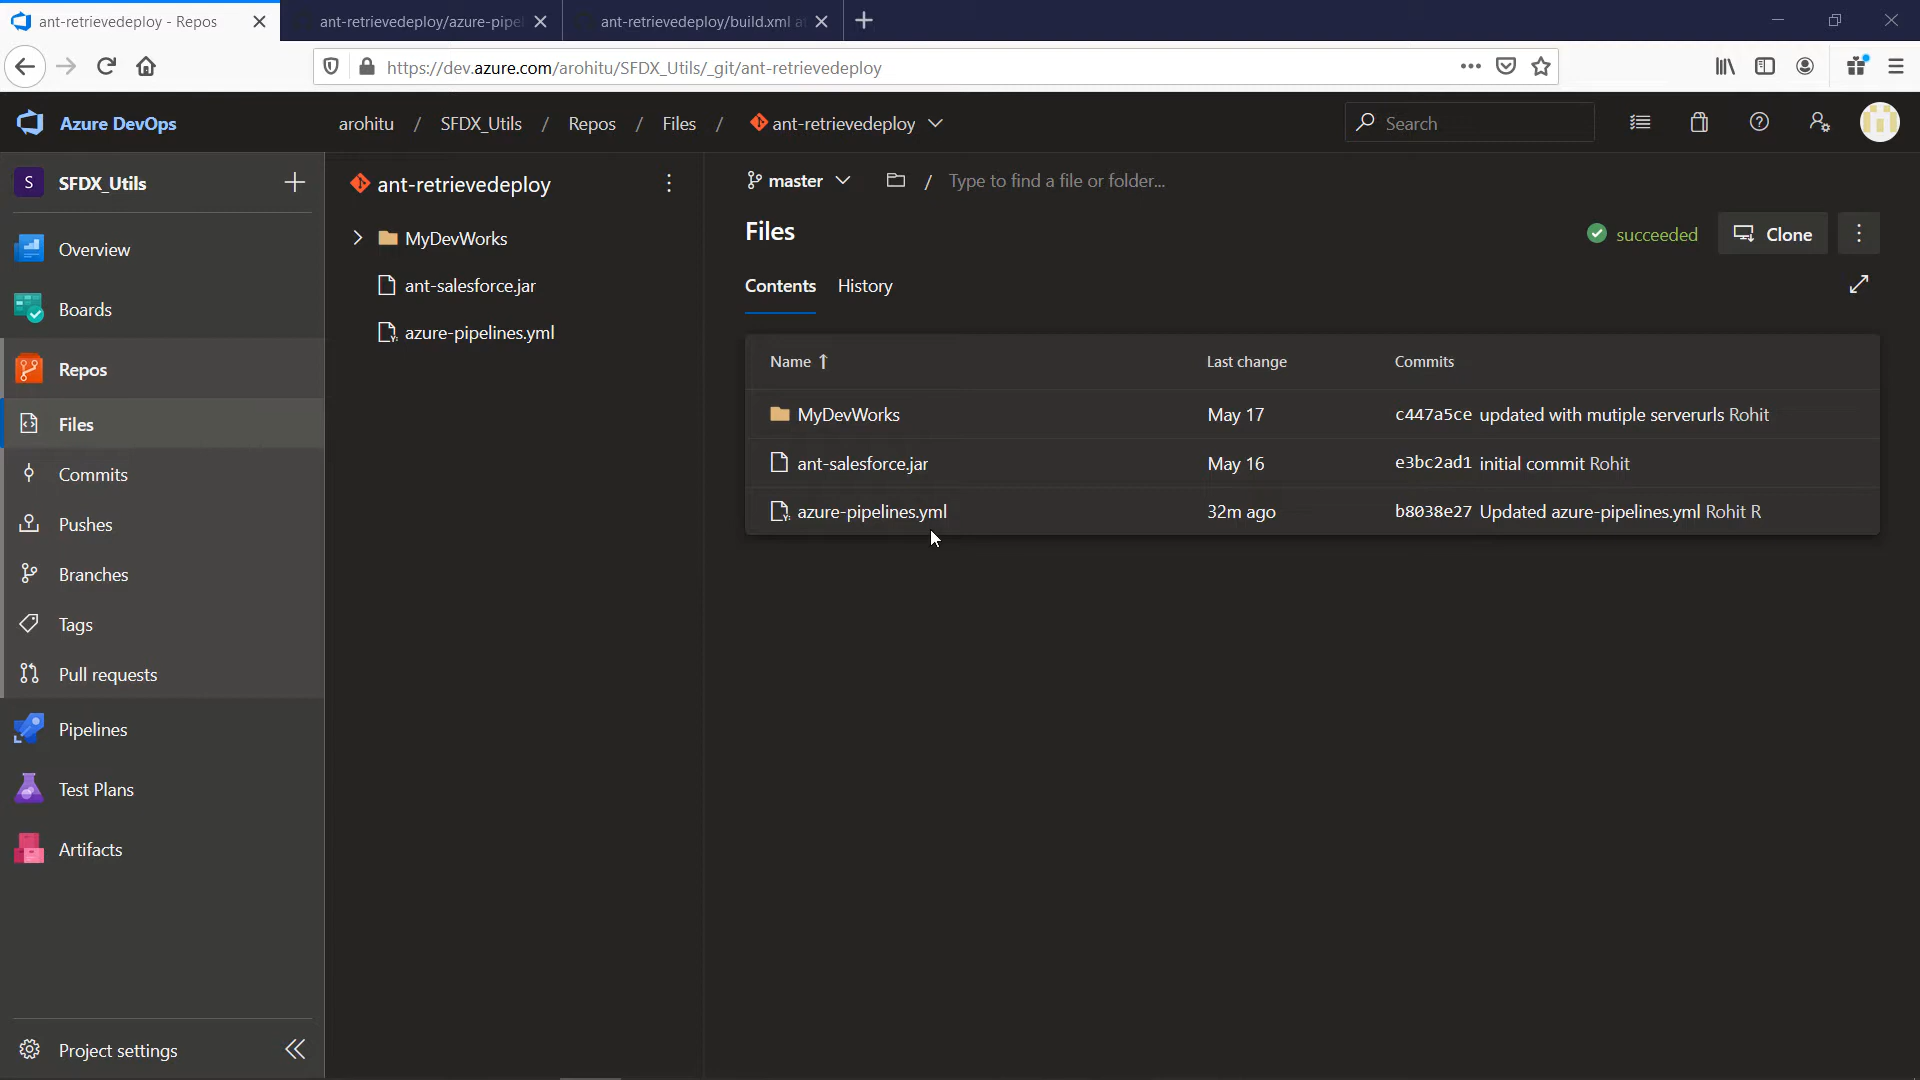 ant-retrievedeploy - Repos
ant-retrievedeploy/azure-pipel
ant-retrievedeploy/build.xml at
https://dev.azure.com/arohitu/SFDX_Utils/_git/ant-retrievedeploy
Azure DevOps
arohitu / SFDX_Utils / Repos / Files / ant-retrievedeploy
Search
S SFDX_Utils
Overview
Boards
Repos
Files
Commits
Pushes
Branches
Tags
Pull requests
Pipelines
Test Plans
Artifacts
Project settings
ant-retrievedeploy
MyDevWorks
ant-salesforce.jar
azure-pipelines.yml
master / Type to find a file or folder...
Files
succeeded
Clone
Contents History
Name Last change Commits
MyDevWorks May 17 c447a5ce updated with mutiple serverurls Rohit
ant-salesforce.jar May 16 e3bc2ad1 initial commit Rohit
azure-pipelines.yml 32m ago b8038e27 Updated azure-pipelines.yml Rohit R